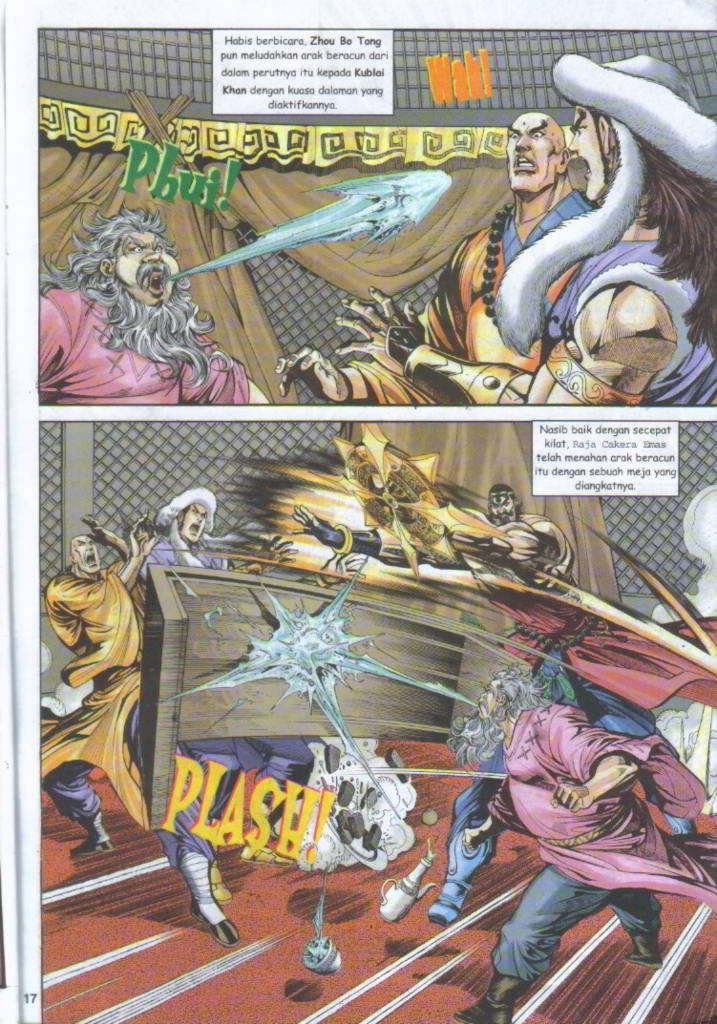 Habis berbicara, Zhou Bo Tong
pun meludahkan arak beracun dari
dalam perutnya itu kepada Kublai
Khan dengan kuasa dalaman yang
diaktifkannya.
Wah!
Phui!
Nasib baik dengan secepat
kilat, Raja Cakera Emas
telah menahan arak beracun
itu dengan sebuah meja yang
diangkatnya.
PLASH!
17